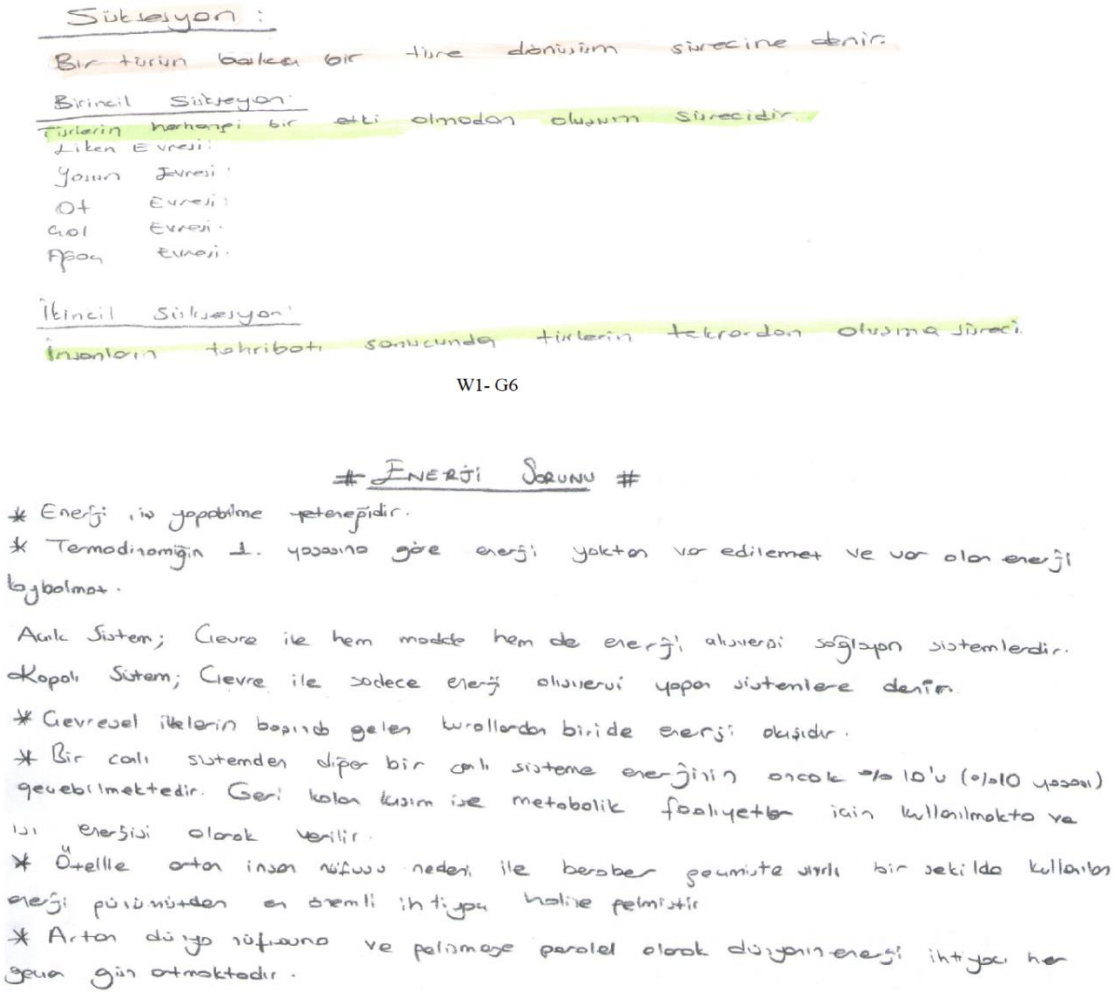 Süksesyon :
Bir türün başka bir türe dönüşüm sürecine denir.
Birincil Süksesyon:
Türlerin herhangi bir etki olmadan oluşum sürecidir.
Liken Evresi:
Yosun Evresi:
Ot Evresi:
Çalı Evresi:
Ağaç Evresi:
İkincil Süksesyon:
İnsanların tahribatı sonucunda türlerin tekrardan oluşma süreci.
W1- G6
# ENERJİ SORUNU #
* Enerji, iş yapabilme yeteneğidir.
* Termodinamiğin 1. yasasına göre enerji yoktan var edilemez ve var olan enerji
kaybolmaz.
Açık Sistem; Çevre ile hem madde hem de enerji alışverişi sağlayan sistemlerdir.
Kapalı Sistem; Çevre ile sadece enerji alışverişi yapan sistemlere denir.
* Çevresel ilkelerin başında gelen kurallardan biride enerji akışıdır.
* Bir canlı sistemden diğer bir canlı sisteme enerjinin ancak %10'u (%10 yasası)
geçebilmektedir. Geri kalan kısım ise metabolik faaliyetler için kullanılmakta ve
ısı enerjisi olarak verilir.
* Özellikle artan insan nüfusu nedeni ile beraber geçmişte sınırlı bir şekilde kullanılan
enerji günümüzden en önemli ihtiyaç haline gelmiştir
* Artan dünya nüfusuna ve gelişmeye paralel olarak dünyanın enerji ihtiyacı her
geçen gün artmaktadır.